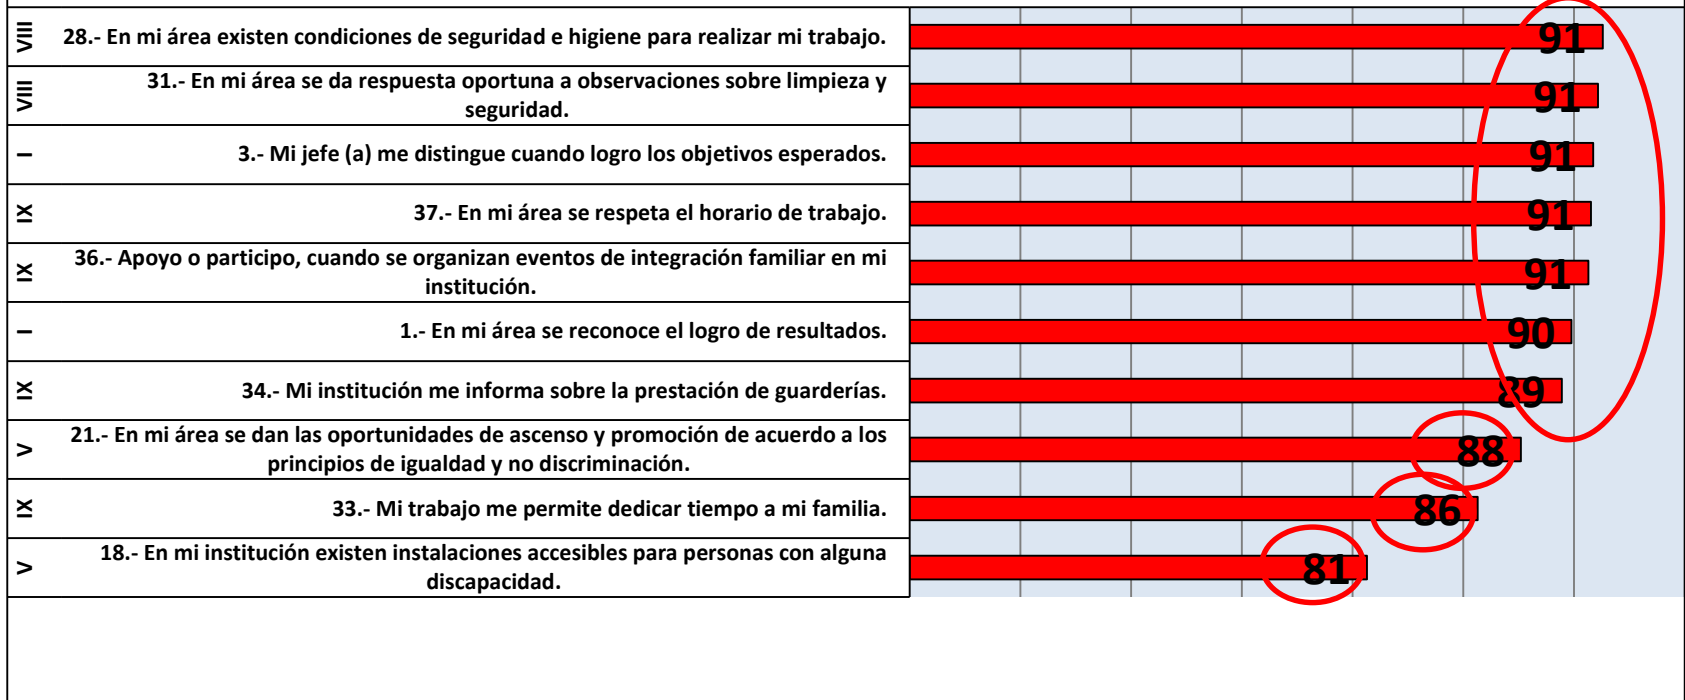 VIII
28.- En mi área existen condiciones de seguridad e higiene para realizar mi trabajo.
91
VIII
31.- En mi área se da respuesta oportuna a observaciones sobre limpieza y
seguridad.
91
I
3.- Mi jefe (a) me distingue cuando logro los objetivos esperados.
91
IX
37.- En mi área se respeta el horario de trabajo.
91
IX
36.- Apoyo o participo, cuando se organizan eventos de integración familiar en mi
institución.
91
I
1.- En mi área se reconoce el logro de resultados.
90
IX
34.- Mi institución me informa sobre la prestación de guarderías.
89
V
21.- En mi área se dan las oportunidades de ascenso y promoción de acuerdo a los
principios de igualdad y no discriminación.
88
IX
33.- Mi trabajo me permite dedicar tiempo a mi familia.
86
V
18.- En mi institución existen instalaciones accesibles para personas con alguna
discapacidad.
81